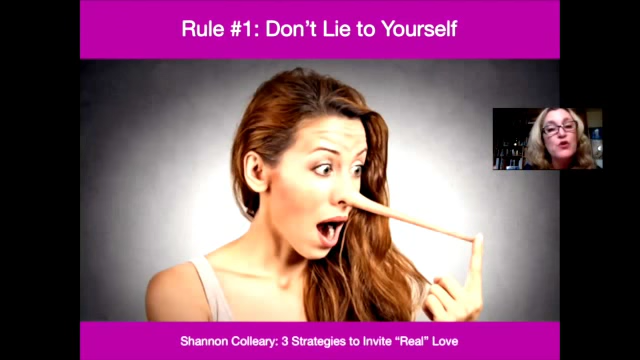 Rule #1: Don’t Lie to Yourself
Shannon Colleary: 3 Strategies to Invite “Real” Love